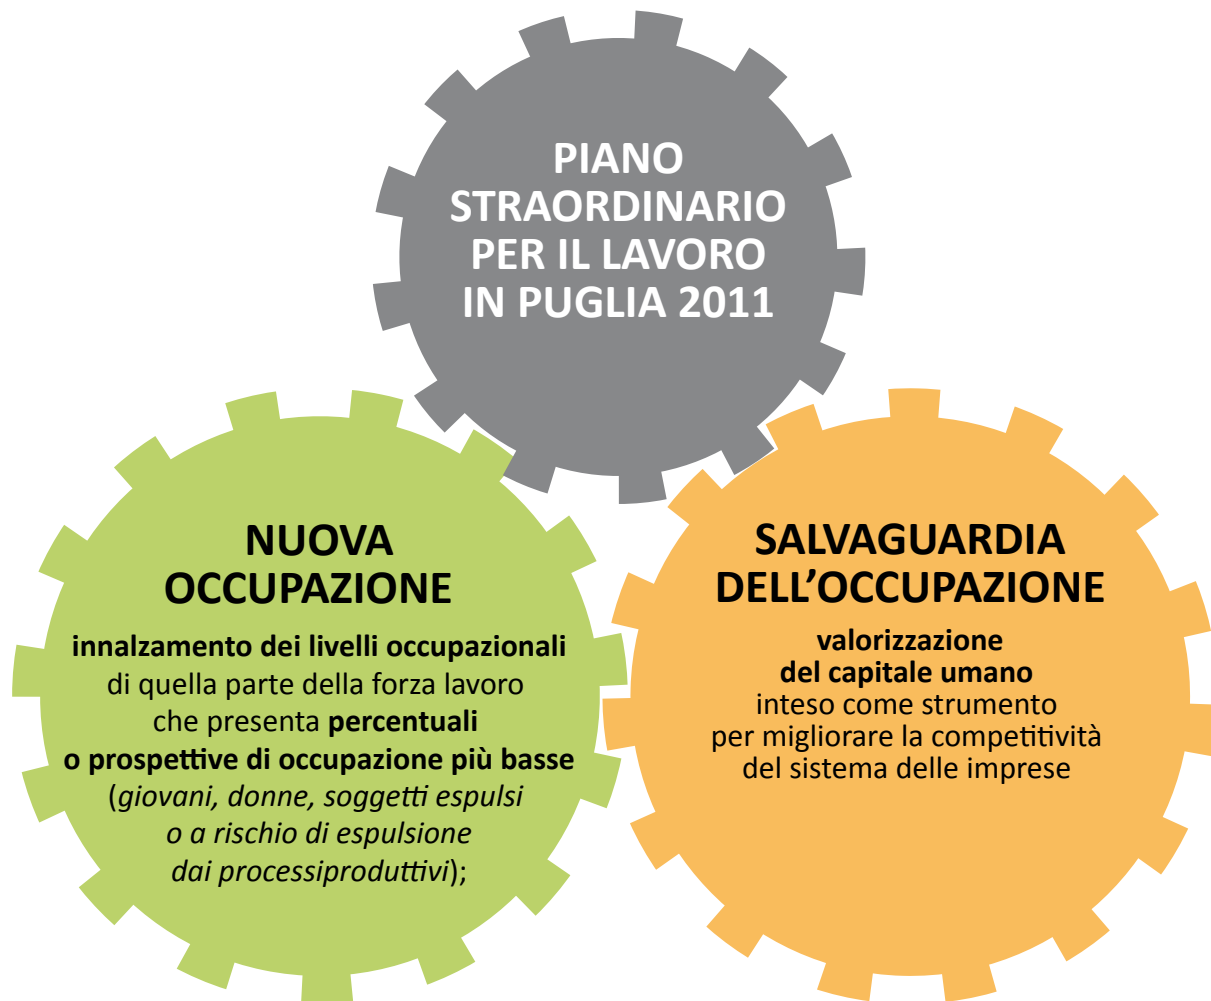 PIANO
STRAORDINARIO
PER IL LAVORO
IN PUGLIA 2011
NUOVA
OCCUPAZIONE
innalzamento dei livelli occupazionali
di quella parte della forza lavoro
che presenta percentuali
o prospettive di occupazione più basse
(giovani, donne, soggetti espulsi
o a rischio di espulsione
dai processiproduttivi);
SALVAGUARDIA
DELL’OCCUPAZIONE
valorizzazione
del capitale umano
inteso come strumento
per migliorare la competitività
del sistema delle imprese